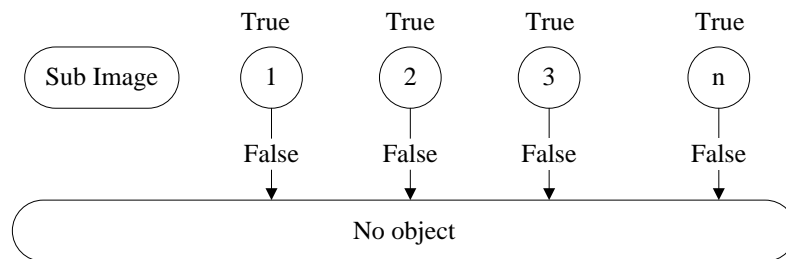 True True True True
Sub Image 1 2 3 n
False False False False
No object